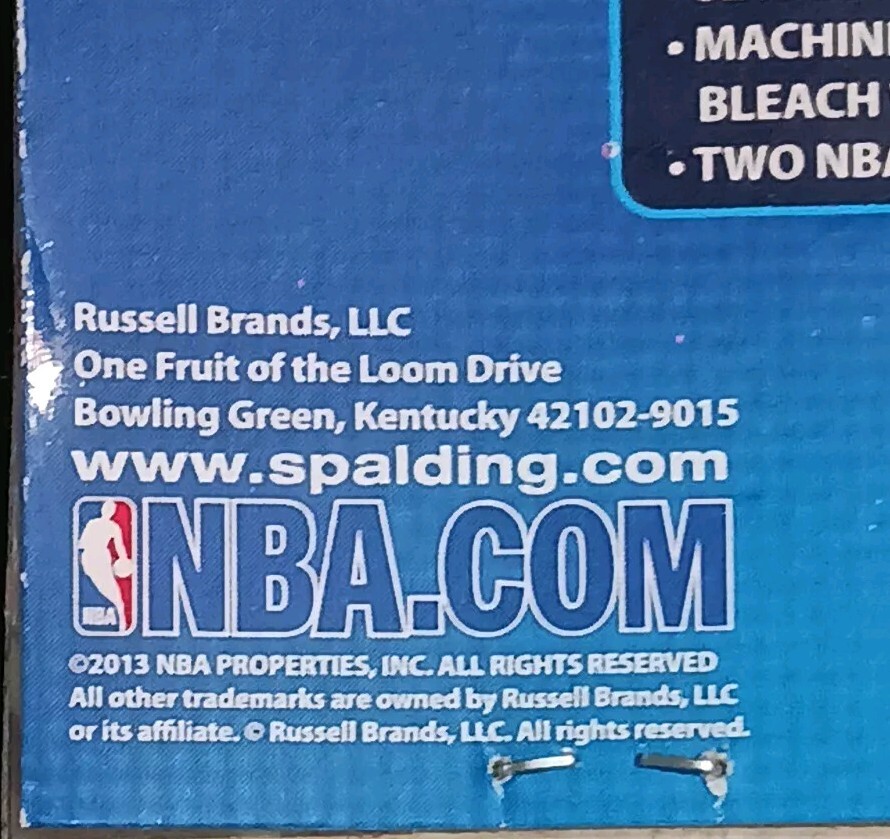 • MACHIN
BLEACH
• TWO NBA
Russell Brands, LLC
One Fruit of the Loom Drive
Bowling Green, Kentucky 42102-9015
www.spalding.com
NBA NBA.COM
©2013 NBA PROPERTIES, INC. ALL RIGHTS RESERVED
All other trademarks are owned by Russell Brands, LLC
or its affiliate. © Russell Brands, LLC. All rights reserved.